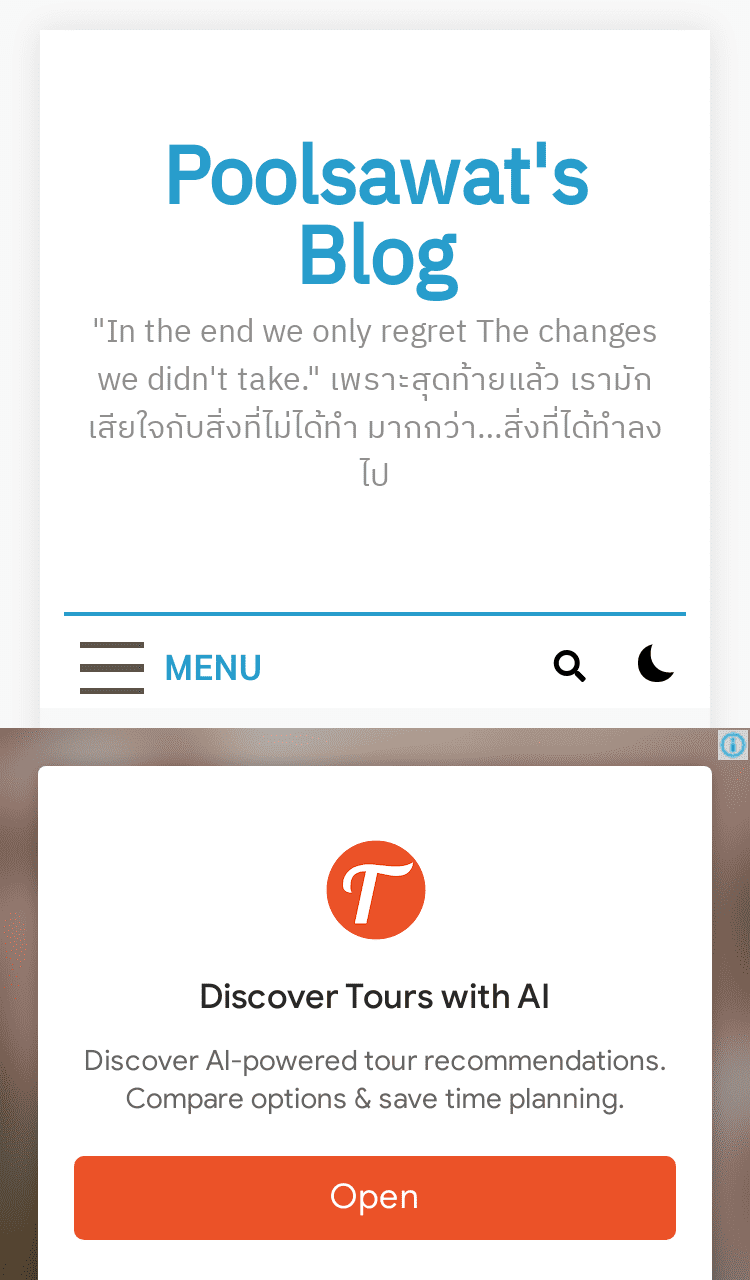 Poolsawat's
Blog
"In the end we only regret The changes
we didn't take." เพราะสุดท้ายแล้ว เรามัก
เสียใจกับสิ่งที่ไม่ได้ทำ มากกว่า...สิ่งที่ได้ทำลง
ไป
MENU
T
Discover Tours with AI
Discover AI-powered tour recommendations.
Compare options & save time planning.
Open